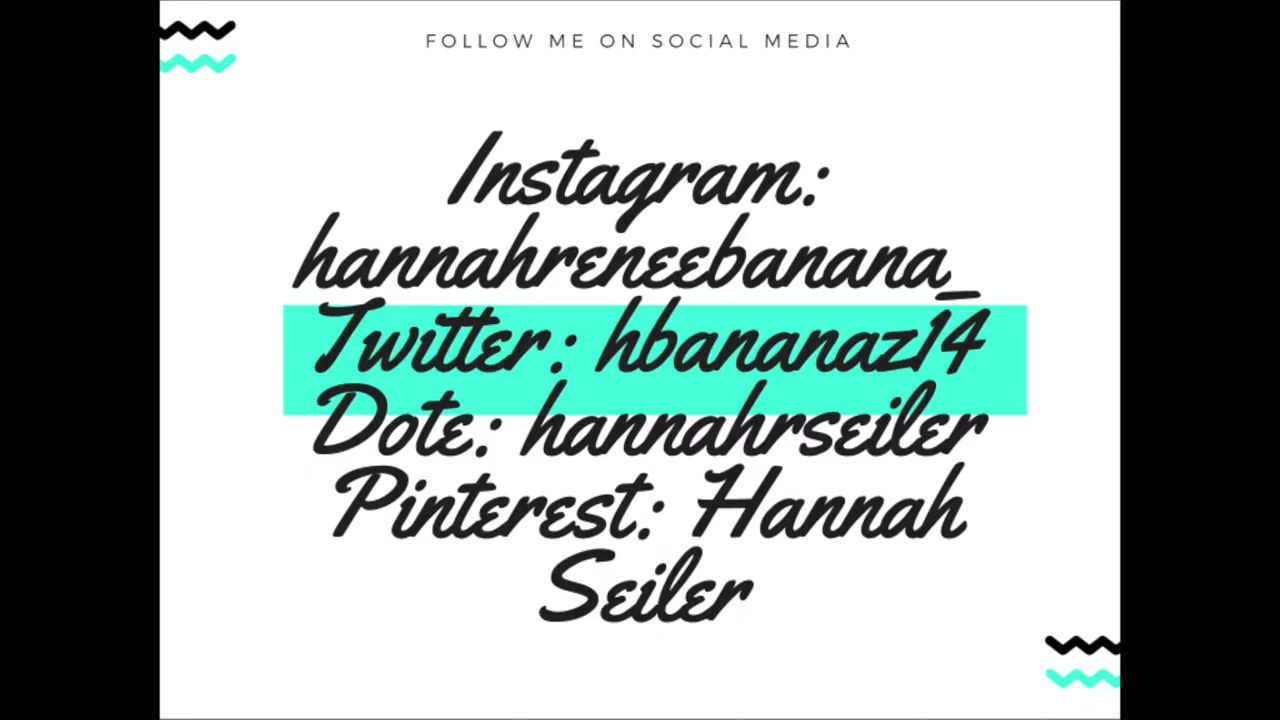 FOLLOW ME ON SOCIAL MEDIA
Instagram:
hannahreneebanana_
Twitter: hbananaz14
Dote: hannahrseiler
Pinterest: Hannah
Seiler